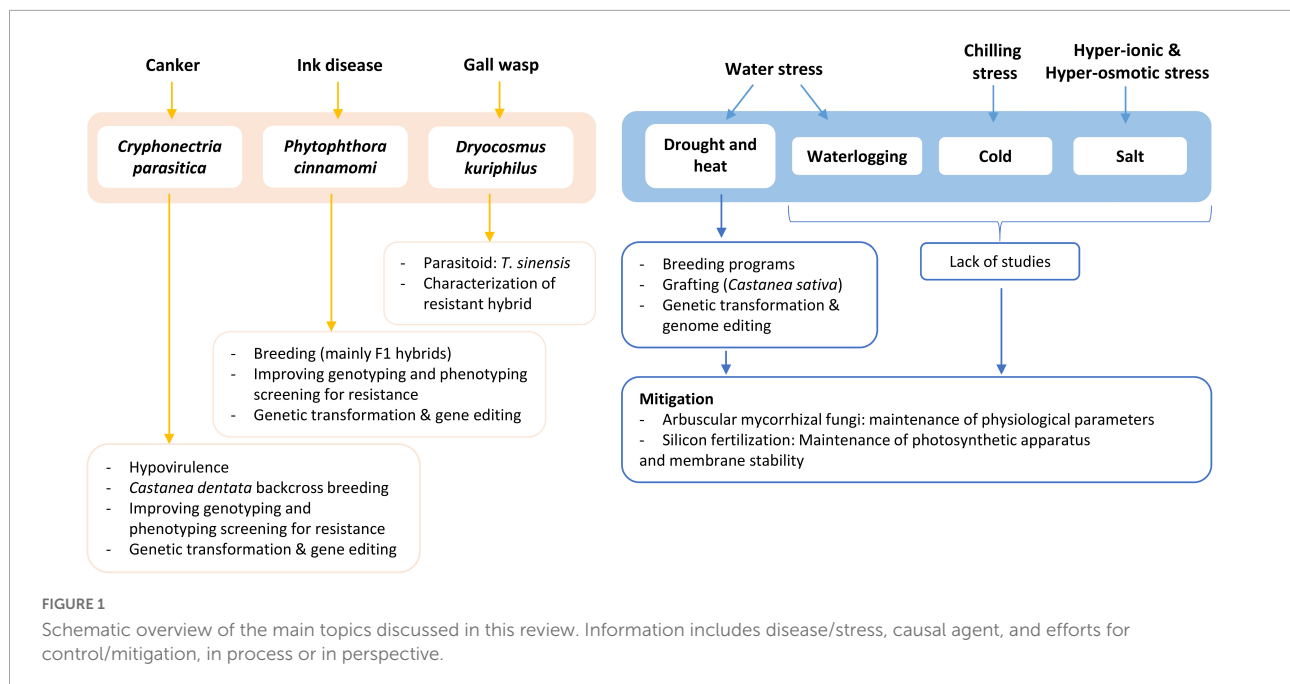 Canker
Ink disease
Gall wasp
Cryphonectria
parasitica
Phytophthora
cinnamomi
Dryocosmus
kuriphilus
- Parasitoid: T. sinensis
- Characterization of
resistant hybrid
- Breeding (mainly F1 hybrids)
- Improving genotyping and phenotyping
screening for resistance
- Genetic transformation & gene editing
- Hypovirulence
- Castanea dentata backcross breeding
- Improving genotyping and
phenotyping screening for resistance
- Genetic transformation & gene editing
Water stress
Chilling
stress
Hyper-ionic &
Hyper-osmotic stress
Drought and
heat
Waterlogging
Cold
Salt
- Breeding programs
- Grafting (Castanea sativa)
- Genetic transformation &
genome editing
Lack of studies
Mitigation
- Arbuscular mycorrhizal fungi: maintenance of physiological parameters
- Silicon fertilization: Maintenance of photosynthetic apparatus
and membrane stability
FIGURE 1
Schematic overview of the main topics discussed in this review. Information includes disease/stress, causal agent, and efforts for
control/mitigation, in process or in perspective.